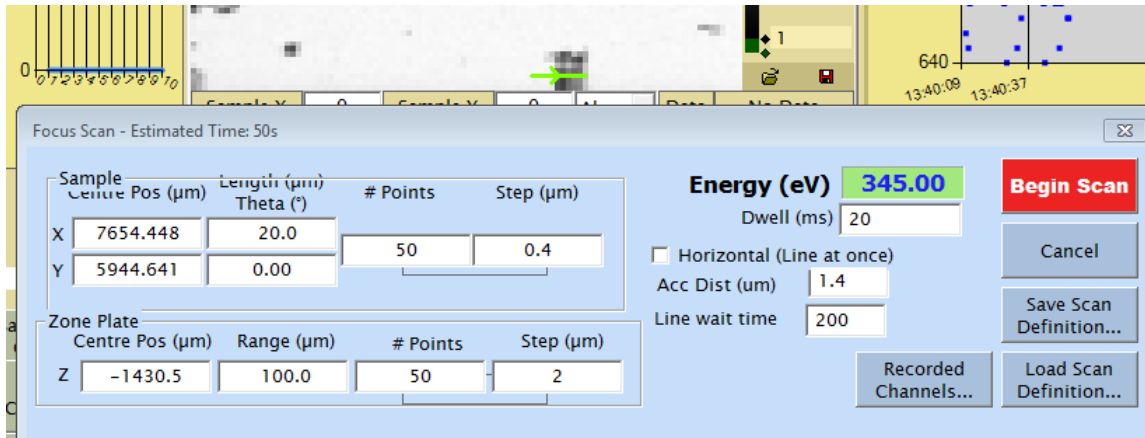 1
640
0
0 1 2 3 4 5 6 7 8 9 10
13:40:09 13:40:37
Sample X 0 Sample Y 0 Data No Data
Focus Scan - Estimated Time: 50s
Sample
Centre Pos (µm) Length (µm) # Points Step (µm)
Theta (°)
X 7654.448 20.0 50 0.4
Y 5944.641 0.00
Zone Plate
Centre Pos (µm) Range (µm) # Points Step (µm)
Z -1430.5 100.0 50 2
Energy (eV) 345.00
Dwell (ms) 20
Horizontal (Line at once)
Acc Dist (um) 1.4
Line wait time 200
Begin Scan
Cancel
Save Scan
Definition...
Recorded
Channels...
Load Scan
Definition...